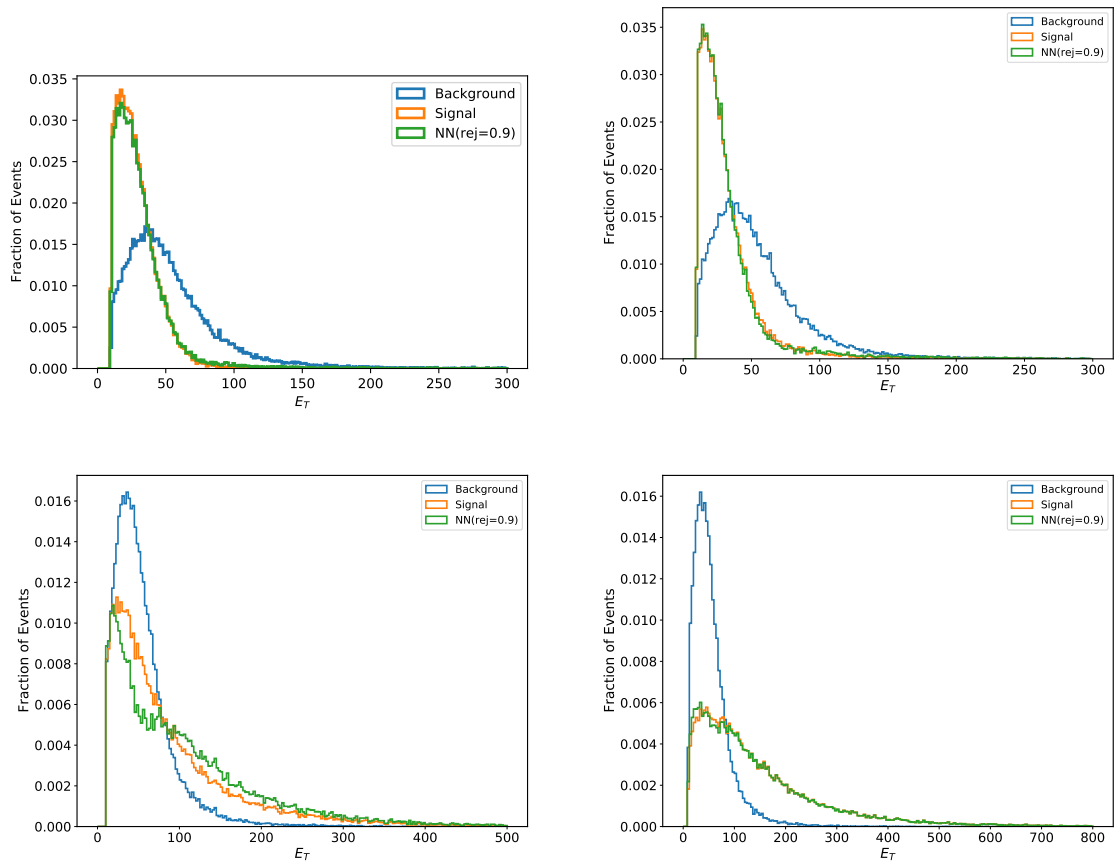 0.035
0.030
0.025
0.020
0.015
0.010
0.005
0.000
Fraction of Events
Background
Signal
NN(rej=0.9)
0 50 100 150 200 250 300
E_T
0.035
0.030
0.025
0.020
0.015
0.010
0.005
0.000
Fraction of Events
Background
Signal
NN(rej=0.9)
0 50 100 150 200 250 300
E_T
0.016
0.014
0.012
0.010
0.008
0.006
0.004
0.002
0.000
Fraction of Events
Background
Signal
NN(rej=0.9)
0 100 200 300 400 500
E_T
0.016
0.014
0.012
0.010
0.008
0.006
0.004
0.002
0.000
Fraction of Events
Background
Signal
NN(rej=0.9)
0 100 200 300 400 500 600 700 800
E_T